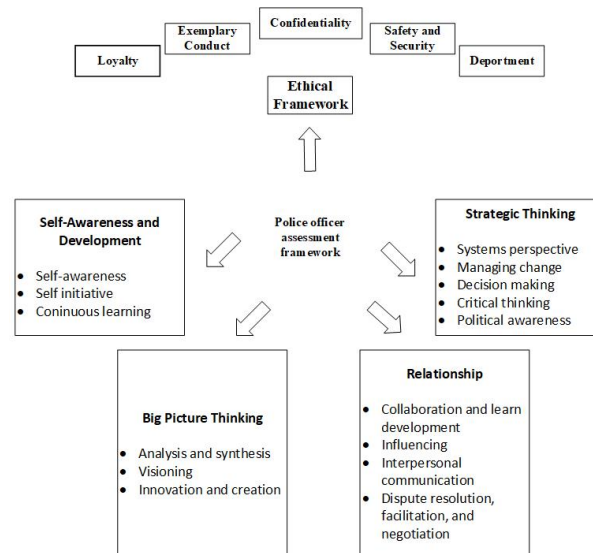 Confidentiality
Exemplary
Conduct
Safety and
Security
Loyalty
Department
Ethical
Framework
Police officer
assessment
framework
Self-Awareness and
Development
● Self-awareness
● Self initiative
● Coninuous learning
Strategic Thinking
● Systems perspective
● Managing change
● Decision making
● Critical thinking
● Political awareness
Big Picture Thinking
● Analysis and synthesis
● Visioning
● Innovation and creation
Relationship
● Collaboration and learn
development
● Influencing
● Interpersonal
communication
● Dispute resolution,
facilitation, and
negotiation